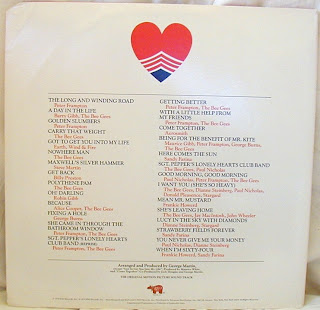 THE LONG AND WINDING ROAD
Peter Frampton
A DAY IN THE LIFE
Barry Gibb, The Bee Gees
GOLDEN SLUMBERS
Peter Frampton
CARRY THAT WEIGHT
The Bee Gees
GOT TO GET YOU INTO MY LIFE
Earth, Wind & Fire
NOWHERE MAN
The Bee Gees
MAXWELL'S SILVER HAMMER
Steve Martin
GET BACK
Billy Preston
POLYTHENE PAM
The Bee Gees
OH! DARLING
Robin Gibb
BECAUSE
Alice Cooper, The Bee Gees
FIXING A HOLE
George Burns
SHE CAME IN THROUGH THE
BATHROOM WINDOW
Peter Frampton, The Bee Gees
SGT. PEPPER'S LONELY HEARTS
CLUB BAND
The Bee Gees
GETTING BETTER
Peter Frampton, The Bee Gees
WITH A LITTLE HELP FROM
MY FRIENDS
Peter Frampton, The Bee Gees
COME TOGETHER
Aerosmith
BEING FOR THE BENEFIT OF MR. KITE
Maurice Gibb, Peter Frampton, George Burns,
The Bee Gees
HERE COMES THE SUN
Sandy Farina
SGT. PEPPER'S LONELY HEARTS CLUB BAND
The Bee Gees, Paul Nicholas
GOOD MORNING, GOOD MORNING
Paul Nicholas, Peter Frampton, The Bee Gees
I WANT YOU (SHE'S SO HEAVY)
The Bee Gees, Dianne Steinberg, Paul Nicholas,
Donald Pleasence, Stargard
MEAN MR. MUSTARD
Frankie Howerd
SHE'S LEAVING HOME
The Bee Gees, Jay MacIntosh, John Wheeler
LUCY IN THE SKY WITH DIAMONDS
Dianne Steinberg, Stargard
STRAWBERRY FIELDS FOREVER
Sandy Farina
YOU NEVER GIVE ME YOUR MONEY
Paul Nicholas, Dianne Steinberg
WHEN I'M SIXTY-FOUR
Frankie Howerd, Sandy Farina
Arranged and Produced by George Martin.
THE ORIGINAL MOTION PICTURE SOUND TRACK